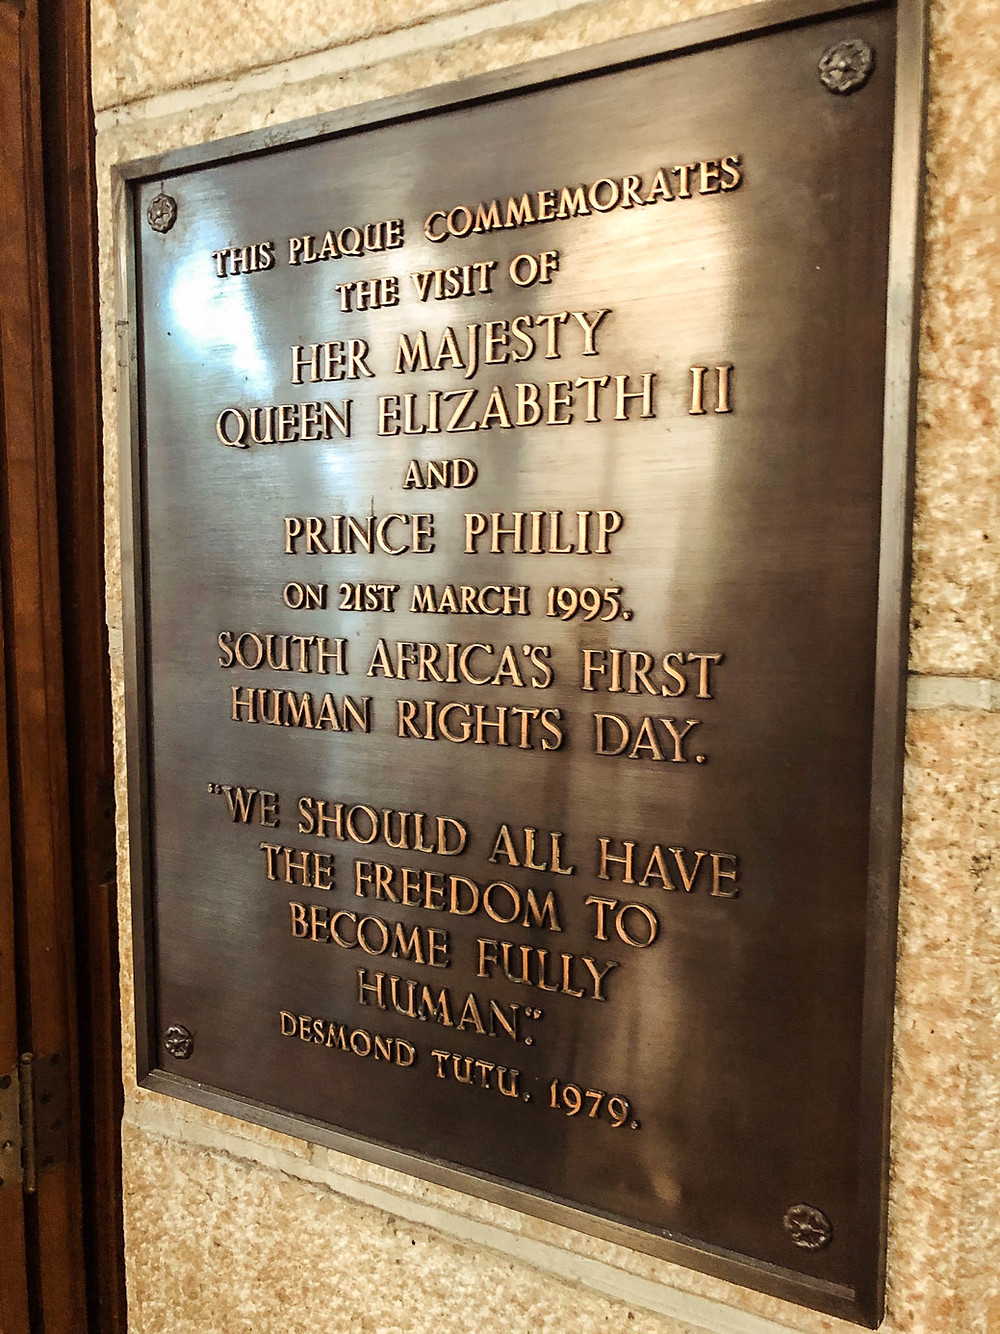 THIS PLAQUE COMMEMORATES
THE VISIT OF
HER MAJESTY
QUEEN ELIZABETH II
AND
PRINCE PHILIP
ON 21ST MARCH 1995.
SOUTH AFRICA'S FIRST
HUMAN RIGHTS DAY.
“WE SHOULD ALL HAVE
THE FREEDOM TO
BECOME FULLY
HUMAN.”
DESMOND TUTU. 1979.